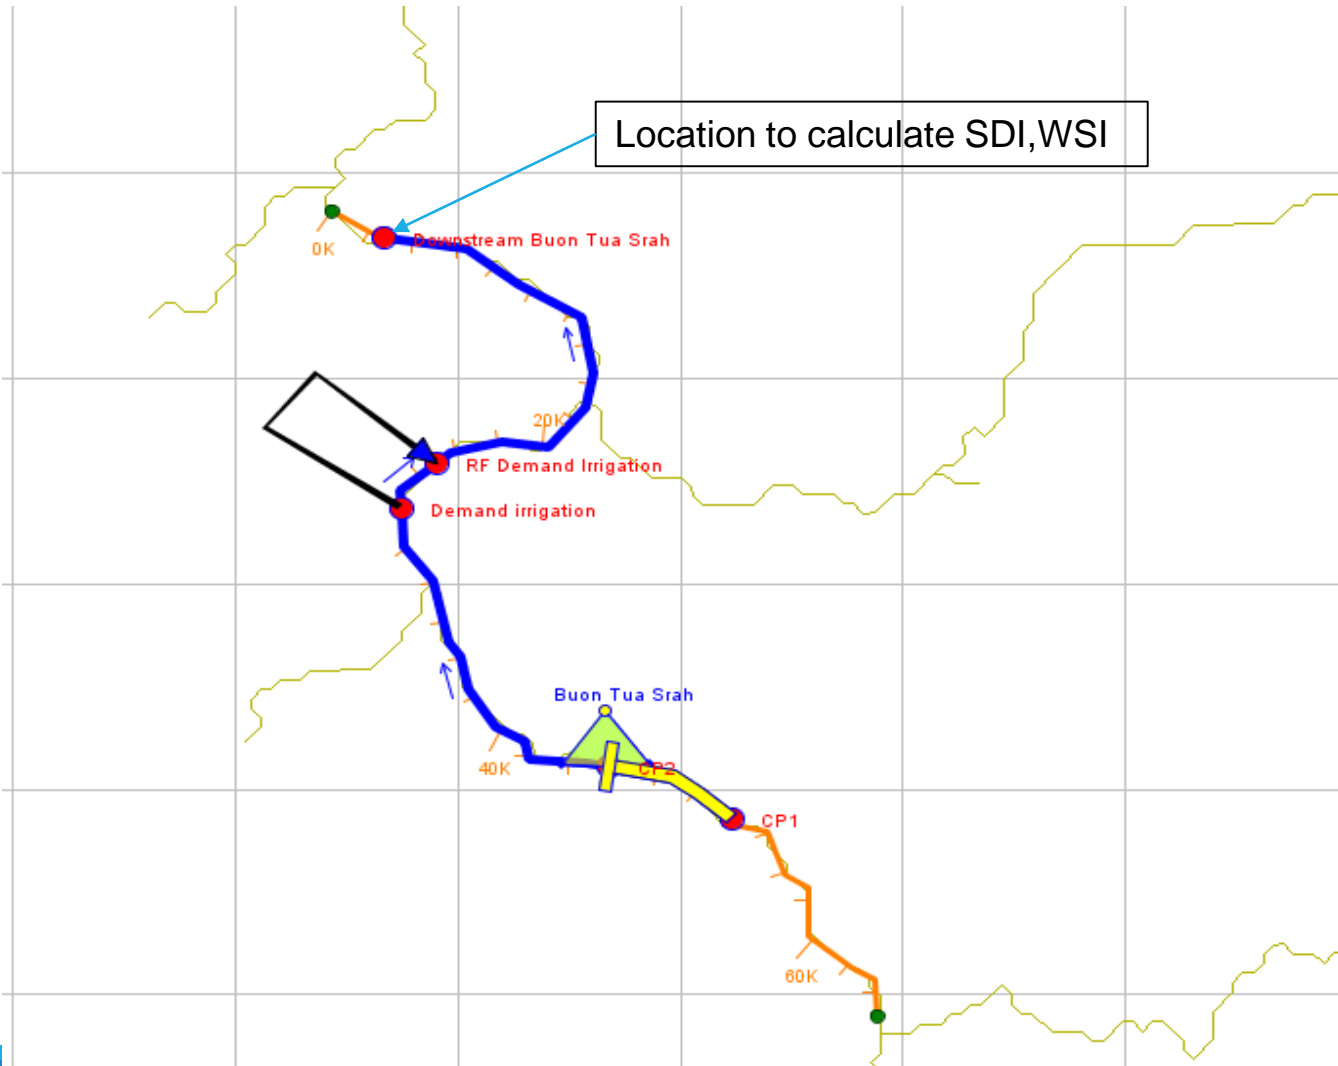 Location to calculate SDI,WSI
Downstream Buon Tua Srah
0K
20K
RF Demand Irrigation
Demand irrigation
Buon Tua Srah
40K
CP2
CP1
60K